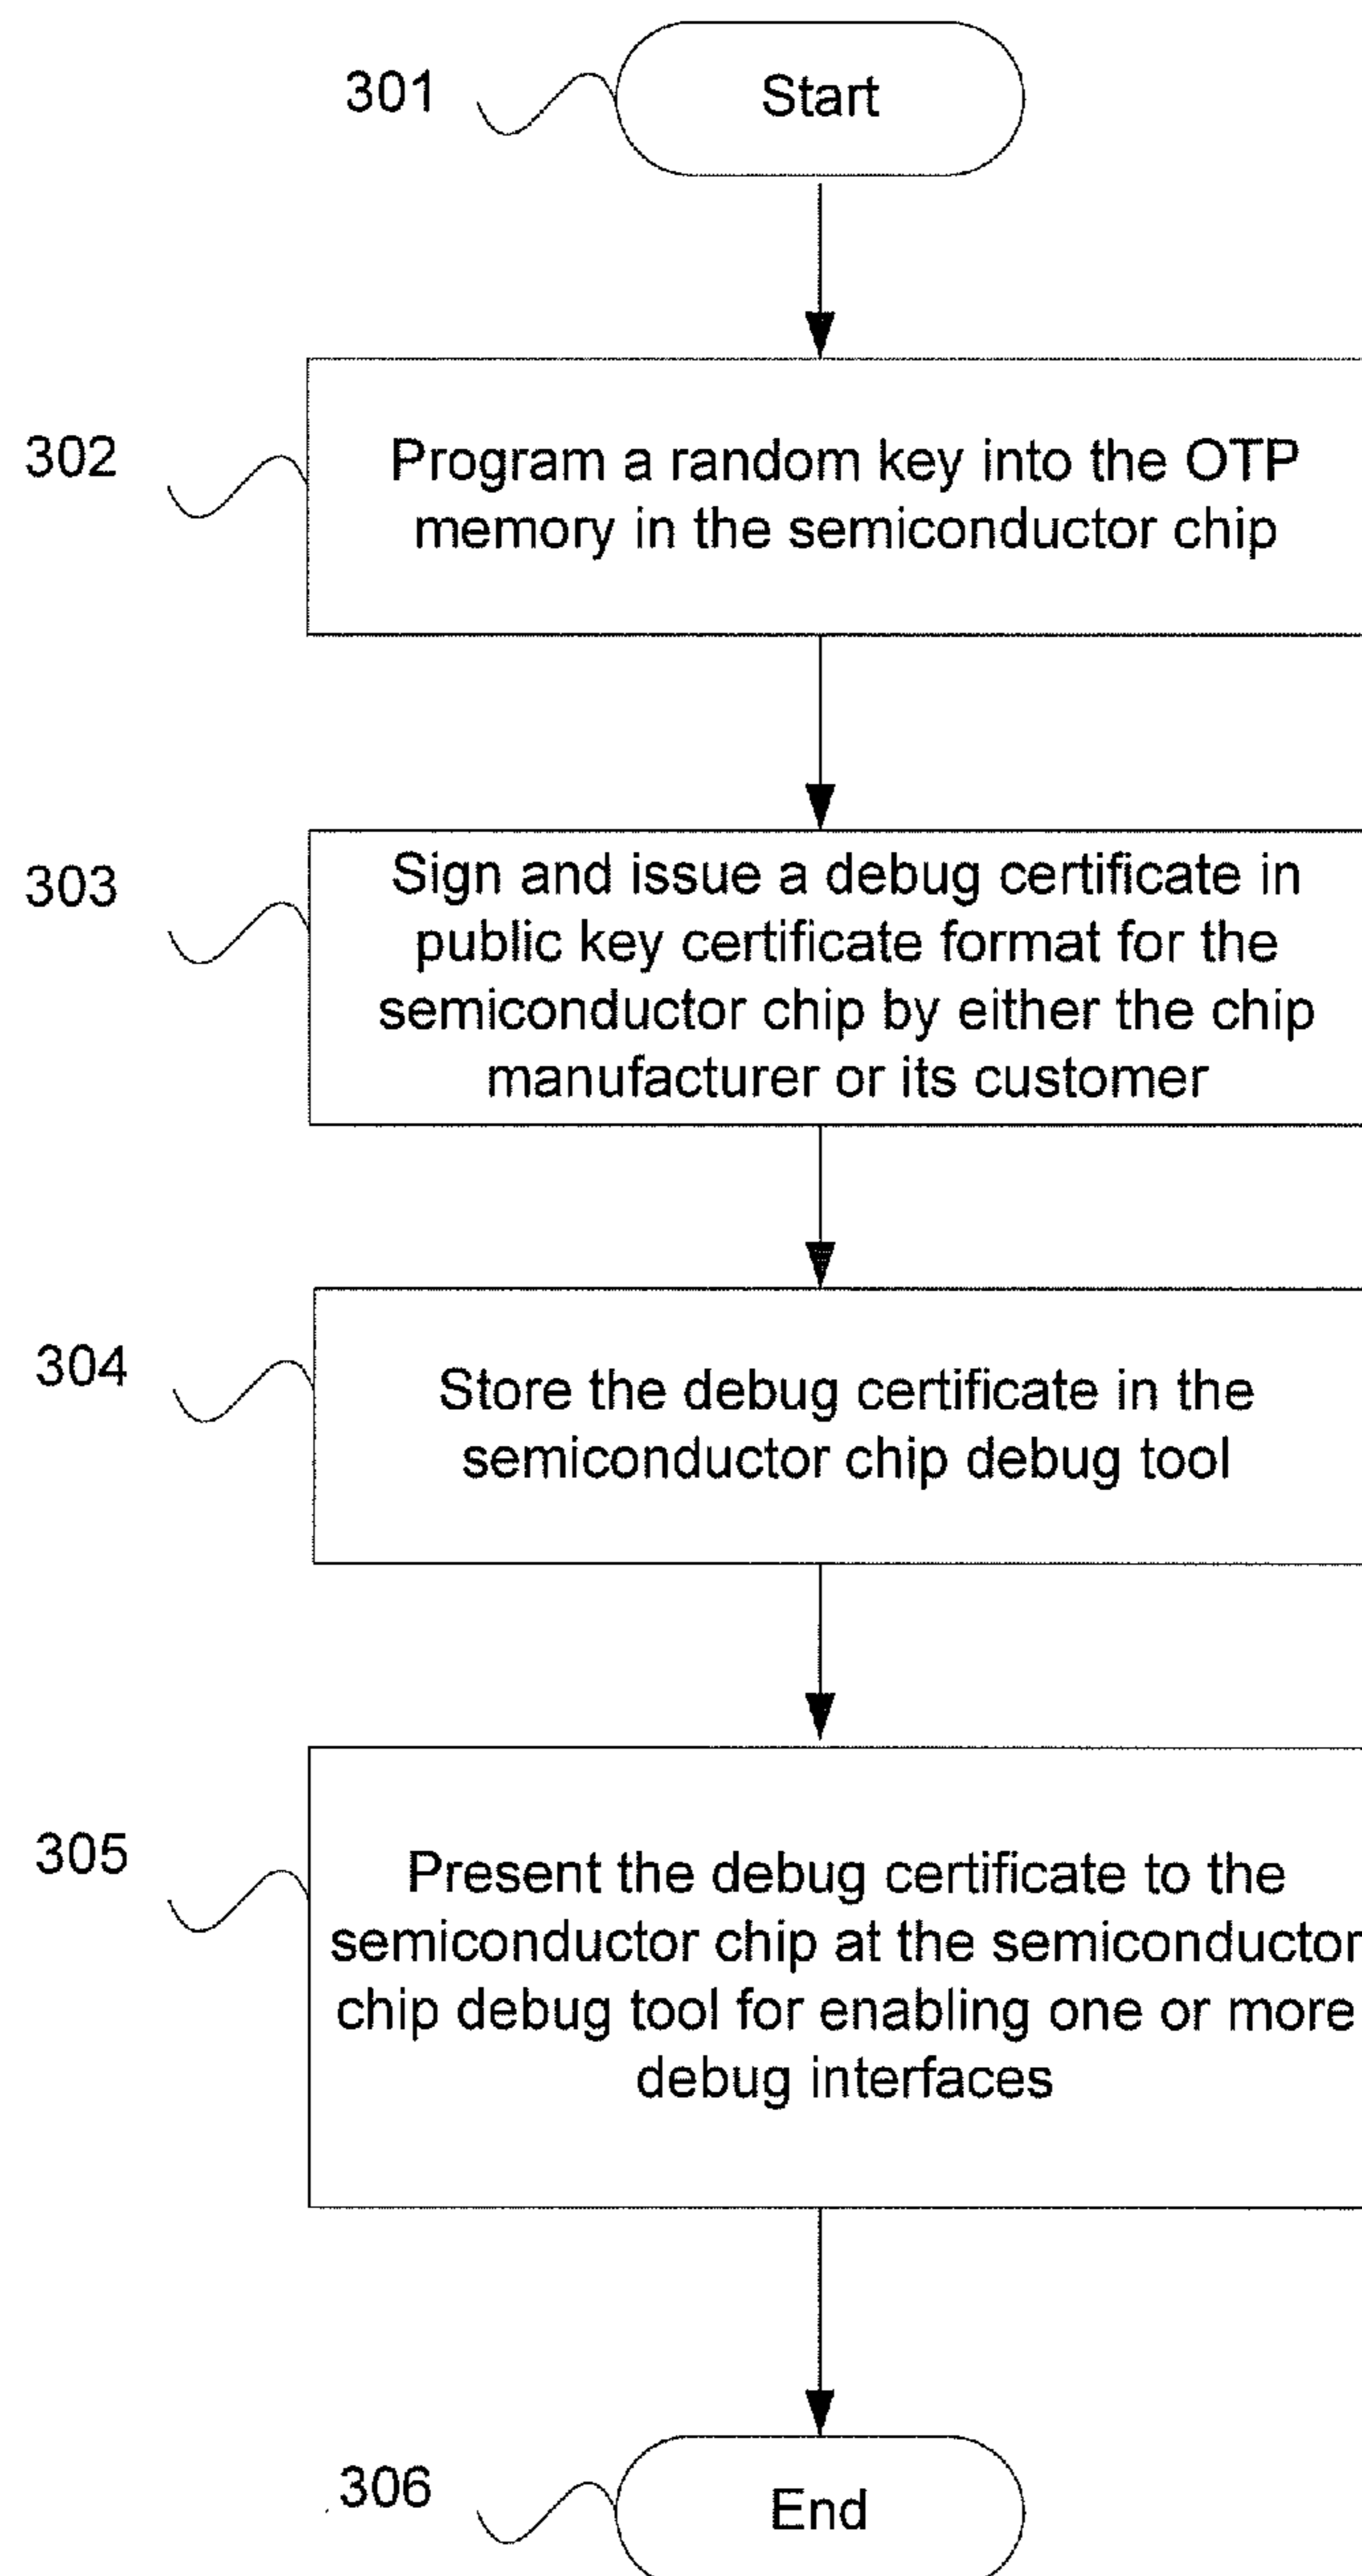 301
Start
302
Program a random key into the OTP
memory in the semiconductor chip
303
Sign and issue a debug certificate in
public key certificate format for the
semiconductor chip by either the chip
manufacturer or its customer
304
Store the debug certificate in the
semiconductor chip debug tool
305
Present the debug certificate to the
semiconductor chip at the semiconductor
chip debug tool for enabling one or more
debug interfaces
306
End